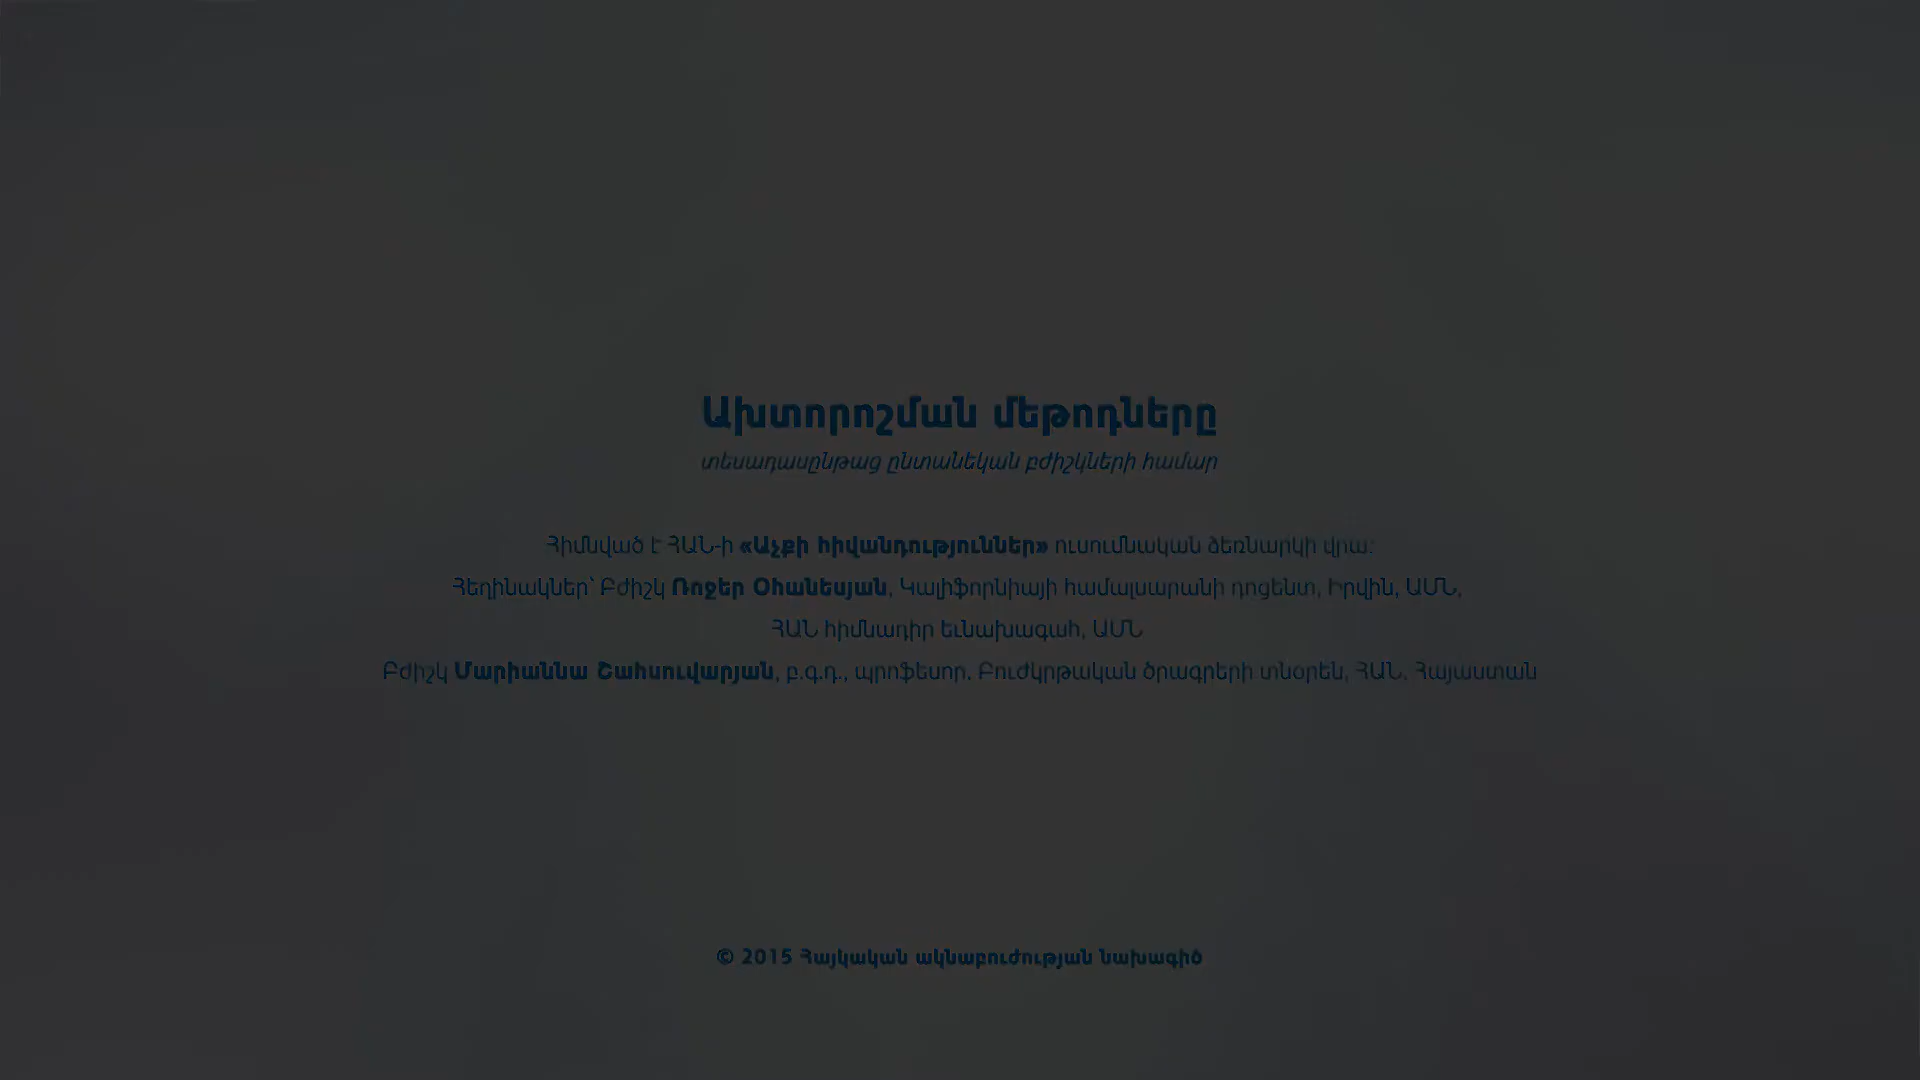 Ախտորոշման մեթոդները
տեսադասընթաց ընտանեկան բժիշկների համար
Հիմնված է ՀԱՆ-ի «Աչքի հիվանդություններ» ուսումնական ձեռնարկի վրա:
Հեղինակներ՝ Բժիշկ Ռոջեր Օհանեսյան, Կալիֆորնիայի համալսարանի դոցենտ, Իրվին, ԱՄՆ,
ՀԱՆ հիմնադիր եւնախագահ, ԱՄՆ
Բժիշկ Մարիաննա Շահսուվարյան, բ.գ.դ., պրոֆեսոր, Բուժկրթական ծրագրերի տնօրեն, ՀԱՆ, Հայաստան
© 2015 Հայկական ակնաբուժության նախագիծ